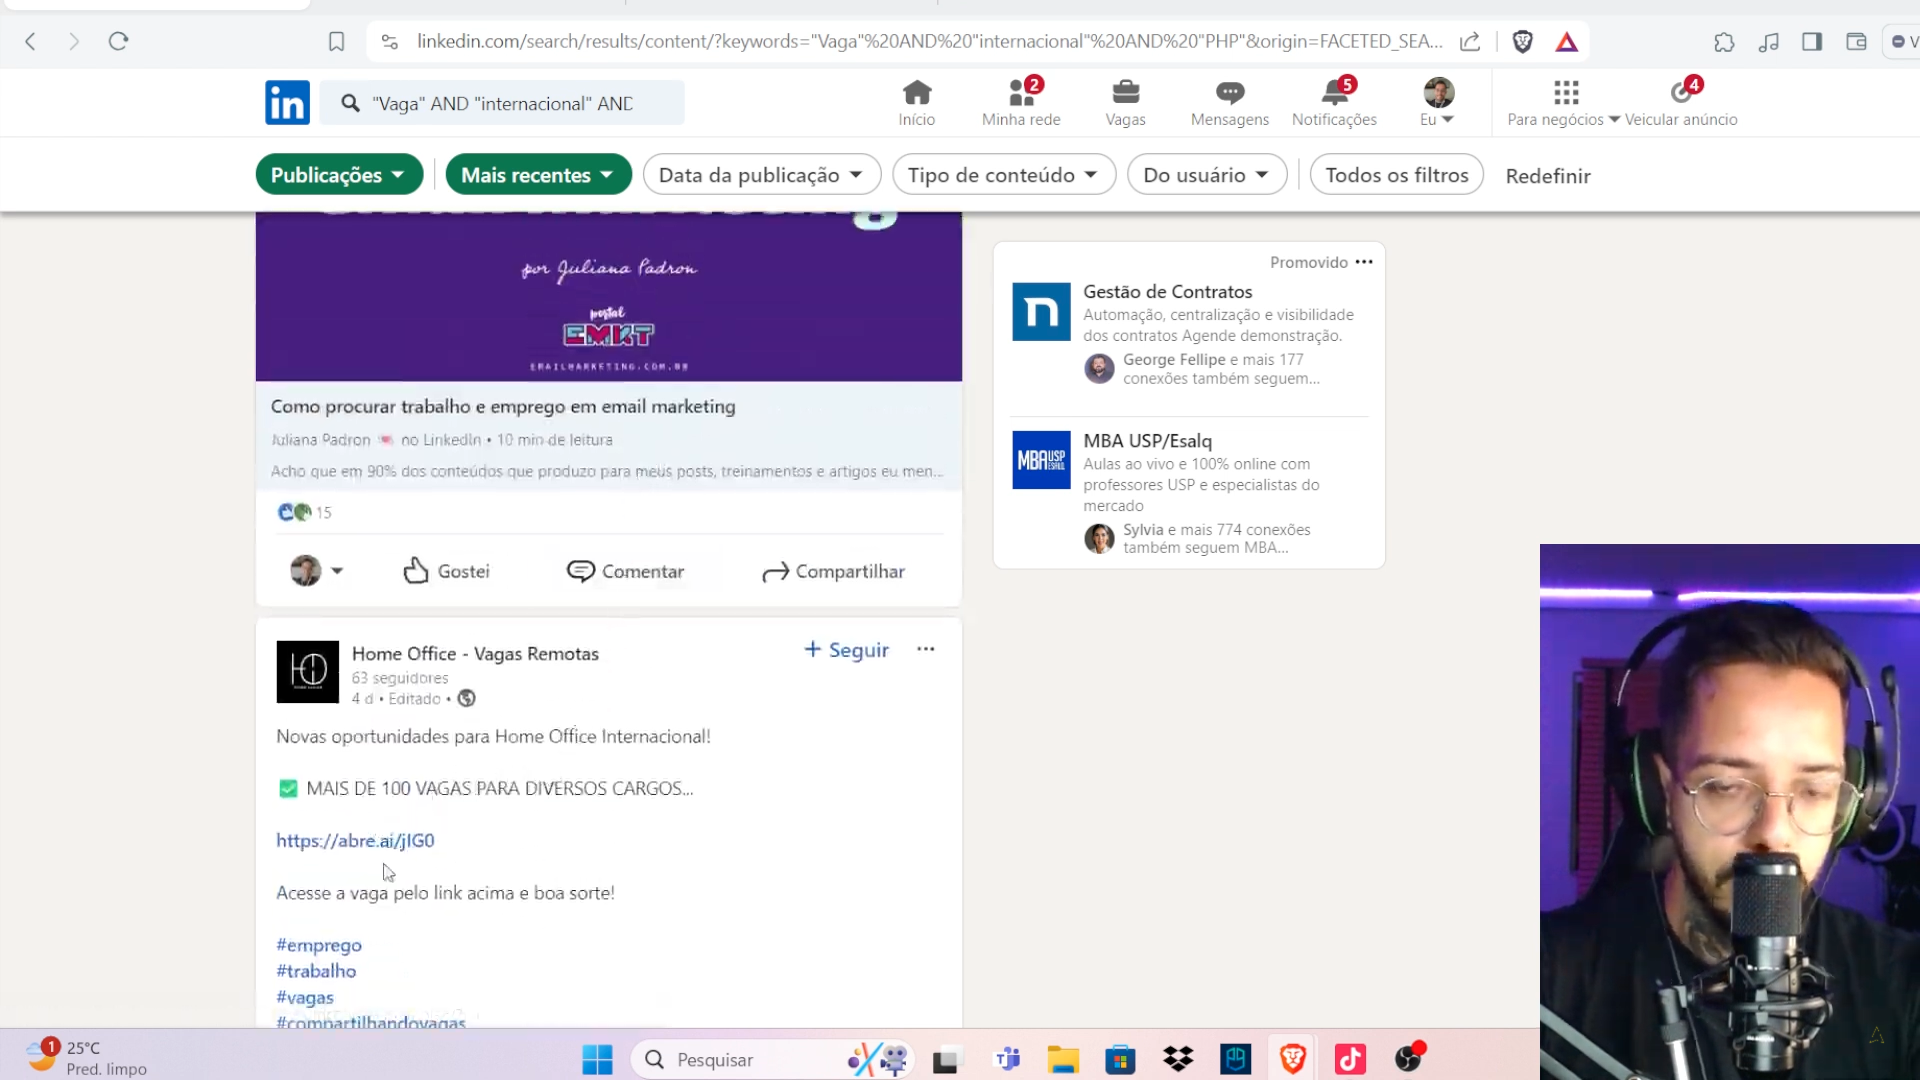 linkedin.com/search/results/content/?keywords="Vaga"%20AND%20"internacional"%20AND%20"PHP"&origin=FACETED_SEA...
in
"Vaga" AND "internacional" AND
Início
2
Minha rede
Vagas
Mensagens
5
Notificações
Eu
Para negócios
4
Veicular anúncio
Publicações
Mais recentes
Data da publicação
Tipo de conteúdo
Do usuário
Todos os filtros
Redefinir
por Juliana Padron
portal
EMKT
EMAILMARKETING.COM.BR
Como procurar trabalho e emprego em email marketing
Juliana Padron 💌 no LinkedIn • 10 min de leitura
Acho que em 90% dos conteúdos que produzo para meus posts, treinamentos e artigos eu men...
15
Gostei
Comentar
Compartilhar
Home Office - Vagas Remotas
63 seguidores
4 d • Editado •
+ Seguir
Novas oportunidades para Home Office Internacional!
✅ MAIS DE 100 VAGAS PARA DIVERSOS CARGOS...
https://abre.ai/jIG0
Acesse a vaga pelo link acima e boa sorte!
#emprego
#trabalho
#vagas
#compartilhandovagas
Promovido
Gestão de Contratos
Automação, centralização e visibilidade
dos contratos Agende demonstração.
George Fellipe e mais 177
conexões também seguem...
MBA USP ESALQ
MBA USP/Esalq
Aulas ao vivo e 100% online com
professores USP e especialistas do
mercado
Sylvia e mais 774 conexões
também seguem MBA...
1
25°C
Pred. limpo
Pesquisar